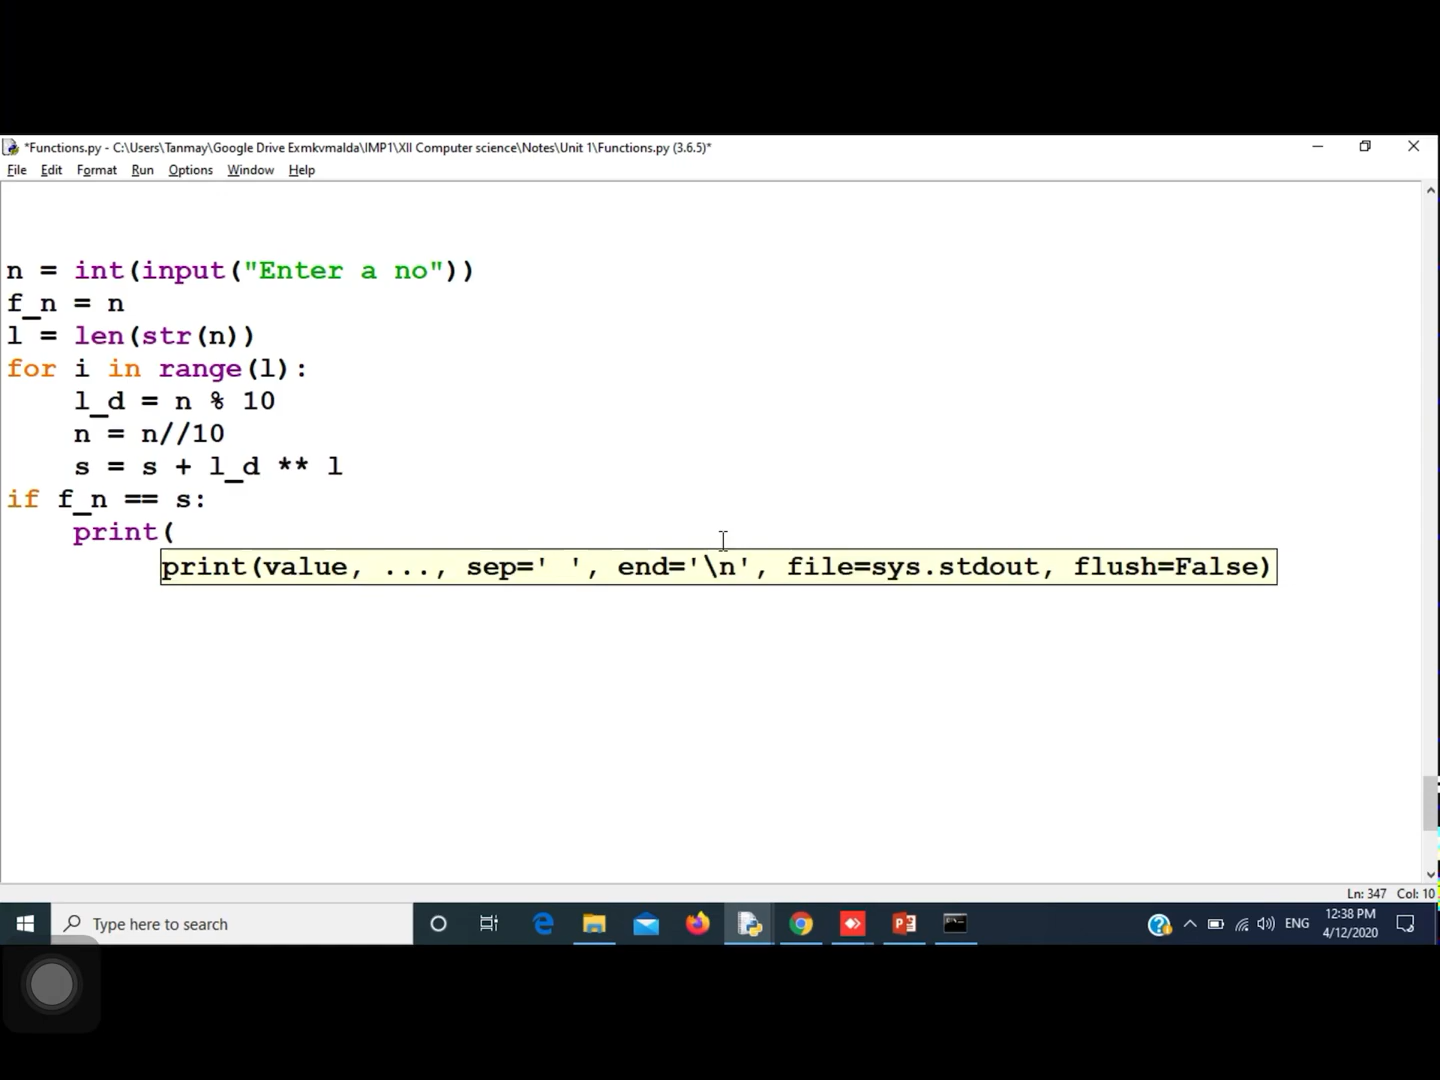 *Functions.py - C:\Users\Tanmay\Google Drive Exmkvmalda\IMP1\XII Computer science\Notes\Unit 1\Functions.py (3.6.5)*
File Edit Format Run Options Window Help
n = int(input("Enter a no"))
f_n = n
l = len(str(n))
for i in range(l):
    l_d = n % 10
    n = n//10
    s = s + l_d ** l
if f_n == s:
    print(
print(value, ..., sep=' ', end='\n', file=sys.stdout, flush=False)
Ln: 347 Col: 10
Type here to search
ENG
12:38 PM
4/12/2020